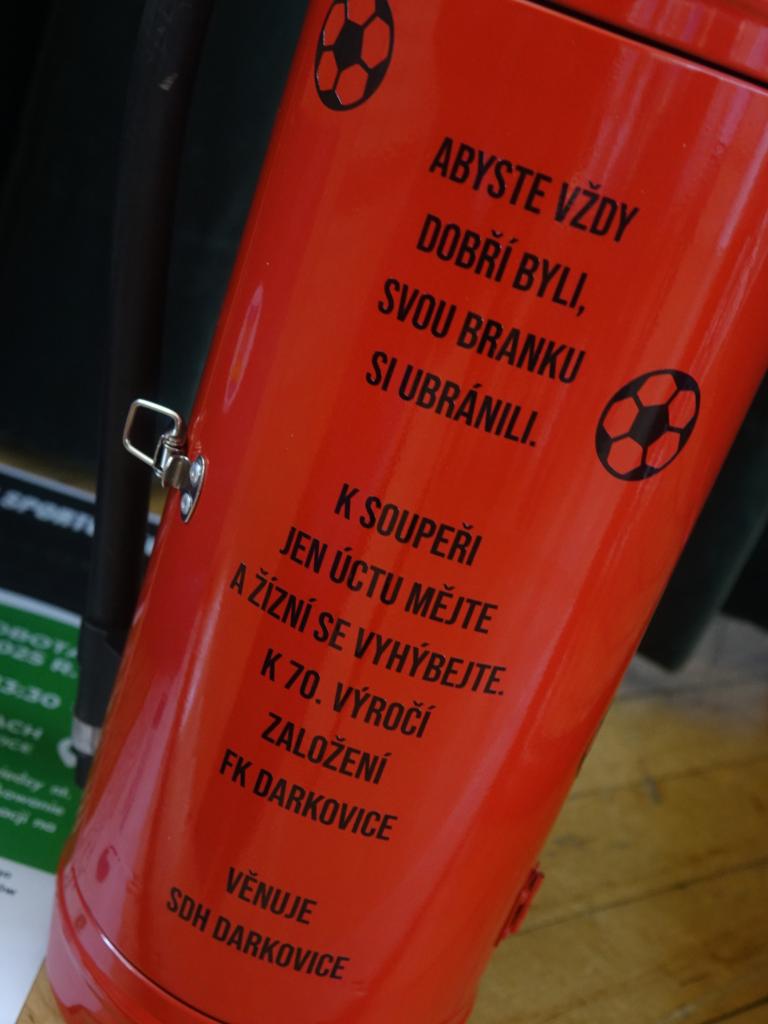 ABYSTE VŽDY
DOBŘÍ BYLI,
SVOU BRANKU
SI UBRÁNILI.
K SOUPEŘI
JEN ÚCTU MĚJTE
A ŽÍZNÍ SE VYHÝBEJTE.
K 70. VÝROČÍ
ZALOŽENÍ
FK DARKOVICE
VĚNUJE
SDH DARKOVICE